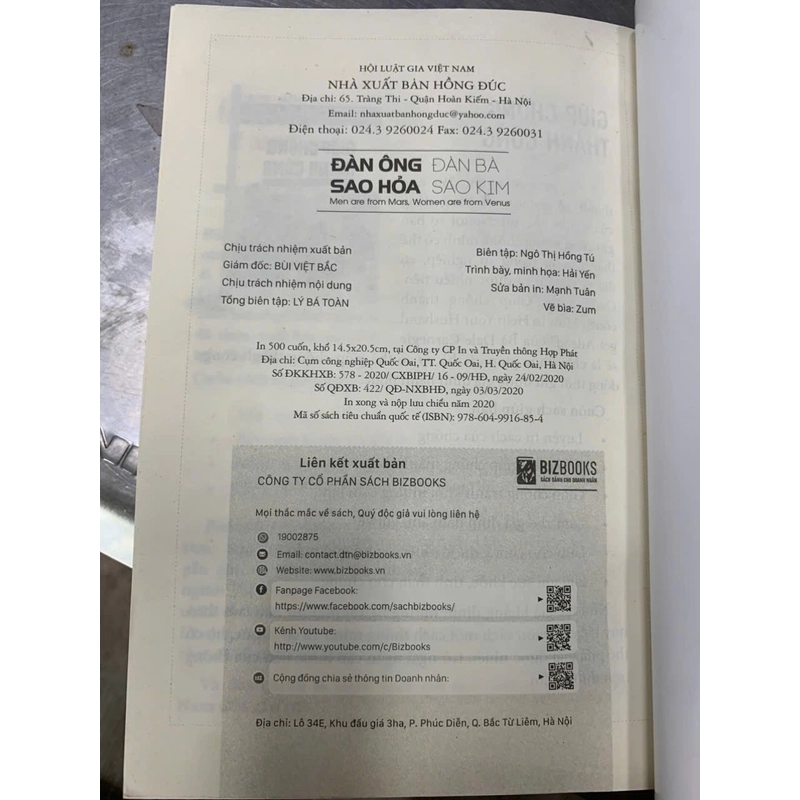 HỘI LUẬT GIA VIỆT NAM
NHÀ XUẤT BẢN HỒNG ĐỨC
Địa chỉ: 65. Tràng Thi - Quận Hoàn Kiếm - Hà Nội
Email: nhaxuatbanhongduc@yahoo.com
Điện thoại: 024.3 9260024 Fax: 024.3 9260031
ĐÀN ÔNG ĐÀN BÀ
SAO HỎA SAO KIM
Men are from Mars, Women are from Venus
Chịu trách nhiệm xuất bản
Giám đốc: BÙI VIỆT BẮC
Chịu trách nhiệm nội dung
Tổng biên tập: LÝ BÁ TOÀN
Biên tập: Ngô Thị Hồng Tú
Trình bày, minh họa: Hải Yến
Sửa bản in: Mạnh Tuân
Vẽ bìa: Zum
In 500 cuốn, khổ 14.5x20.5cm, tại Công ty CP In và Truyền thông Hợp Phát
Địa chỉ: Cụm công nghiệp Quốc Oai, TT. Quốc Oai, H. Quốc Oai, Hà Nội
Số ĐKKHXB: 578 - 2020/ CXBIPH/ 16 - 09/HĐ, ngày 24/02/2020
Số QĐXB: 422/ QĐ-NXBHĐ, ngày 03/03/2020
In xong và nộp lưu chiểu năm 2020
Mã số sách tiêu chuẩn quốc tế (ISBN): 978-604-9916-85-4
Liên kết xuất bản
CÔNG TY CỔ PHẦN SÁCH BIZBOOKS
BIZBOOKS
SÁCH DÀNH CHO DOANH NHÂN
Mọi thắc mắc về sách, Quý độc giả vui lòng liên hệ
19002875
Email: contact.dtn@bizbooks.vn
Website: www.bizbooks.vn
Fanpage Facebook:
https://www.facebook.com/sachbizbooks/
Kênh Youtube:
http://www.youtube.com/c/Bizbooks
Cộng đồng chia sẻ thông tin Doanh nhân:
Địa chỉ: Lô 34E, Khu đấu giá 3ha, P. Phúc Diễn, Q. Bắc Từ Liêm, Hà Nội